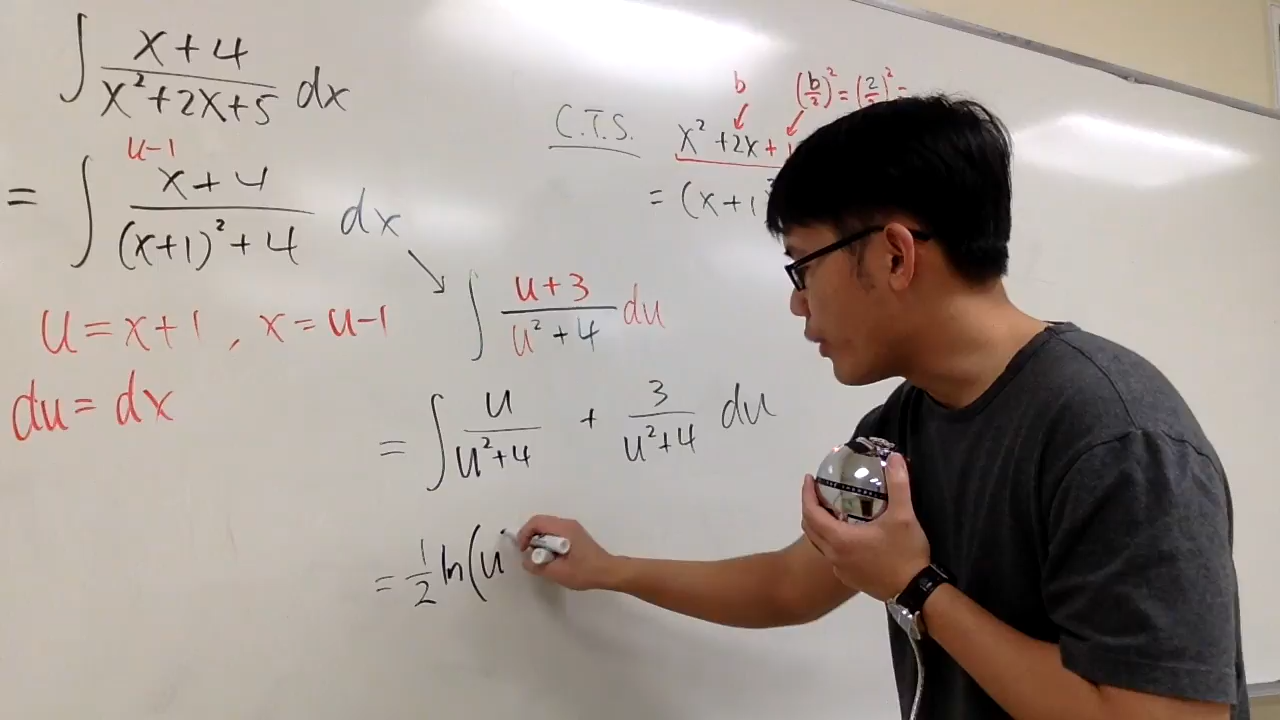 ∫ (x+4)/(x²+2x+5) dx
u-1
= ∫ (x+4)/((x+1)²+4) dx
u=x+1, x=u-1
du=dx
C.T.S.
b (b/2)²=(2/2)²=
x²+2x+1
=(x+1)
∫ (u+3)/(u²+4) du
= ∫ u/(u²+4) + 3/(u²+4) du
= 1/2 ln(u